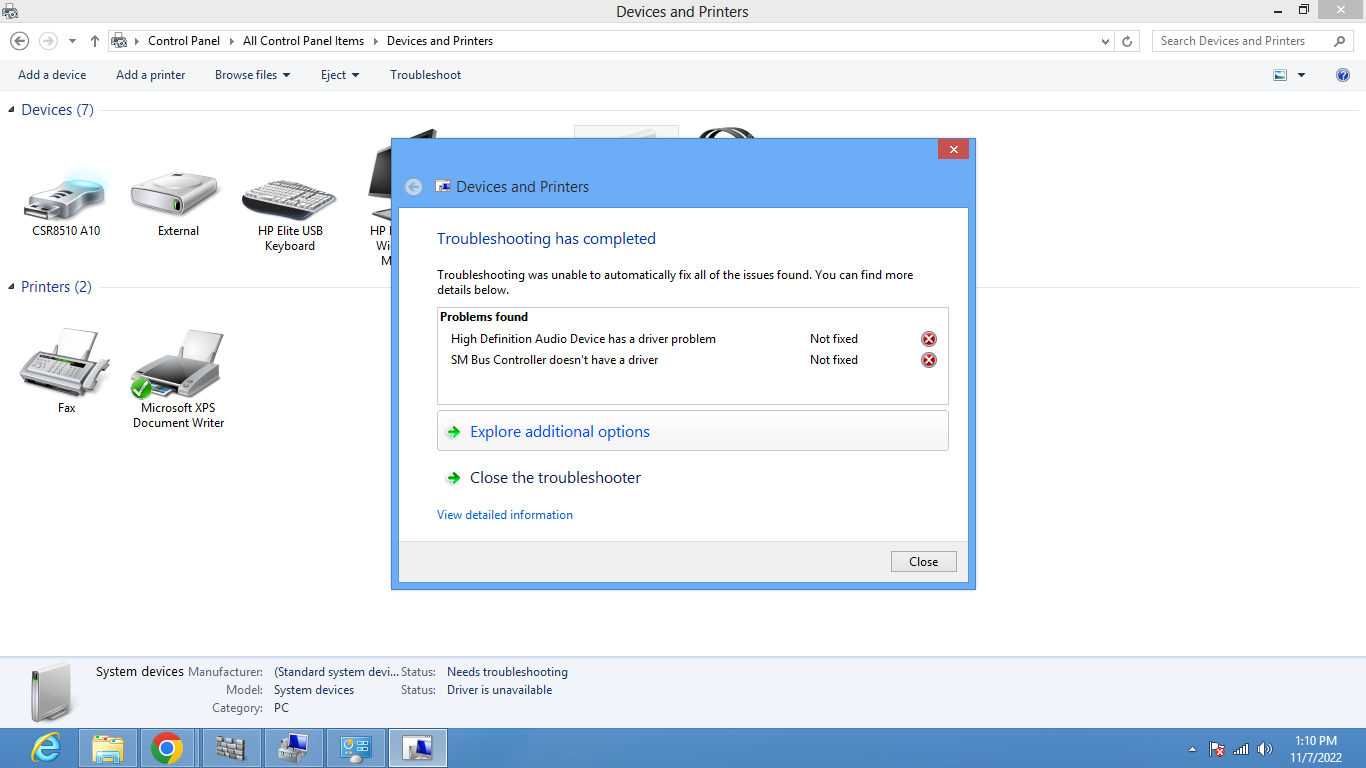 Devices and Printers
Control Panel
All Control Panel Items
Devices and Printers
Search Devices and Printers
Add a device
Add a printer
Browse files
Eject
Troubleshoot
Devices (7)
CSR8510 A10
External
HP Elite USB
Keyboard
HP
Wi
M
Devices and Printers
Troubleshooting has completed
Troubleshooting was unable to automatically fix all of the issues found. You can find more
details below.
Problems found
High Definition Audio Device has a driver problem Not fixed
SM Bus Controller doesn't have a driver Not fixed
Explore additional options
Close the troubleshooter
View detailed information
Close
Printers (2)
Fax
Microsoft XPS
Document Writer
System devices Manufacturer: (Standard system devi... Status: Needs troubleshooting
Model: System devices Status: Driver is unavailable
Category: PC
1:10 PM
11/7/2022